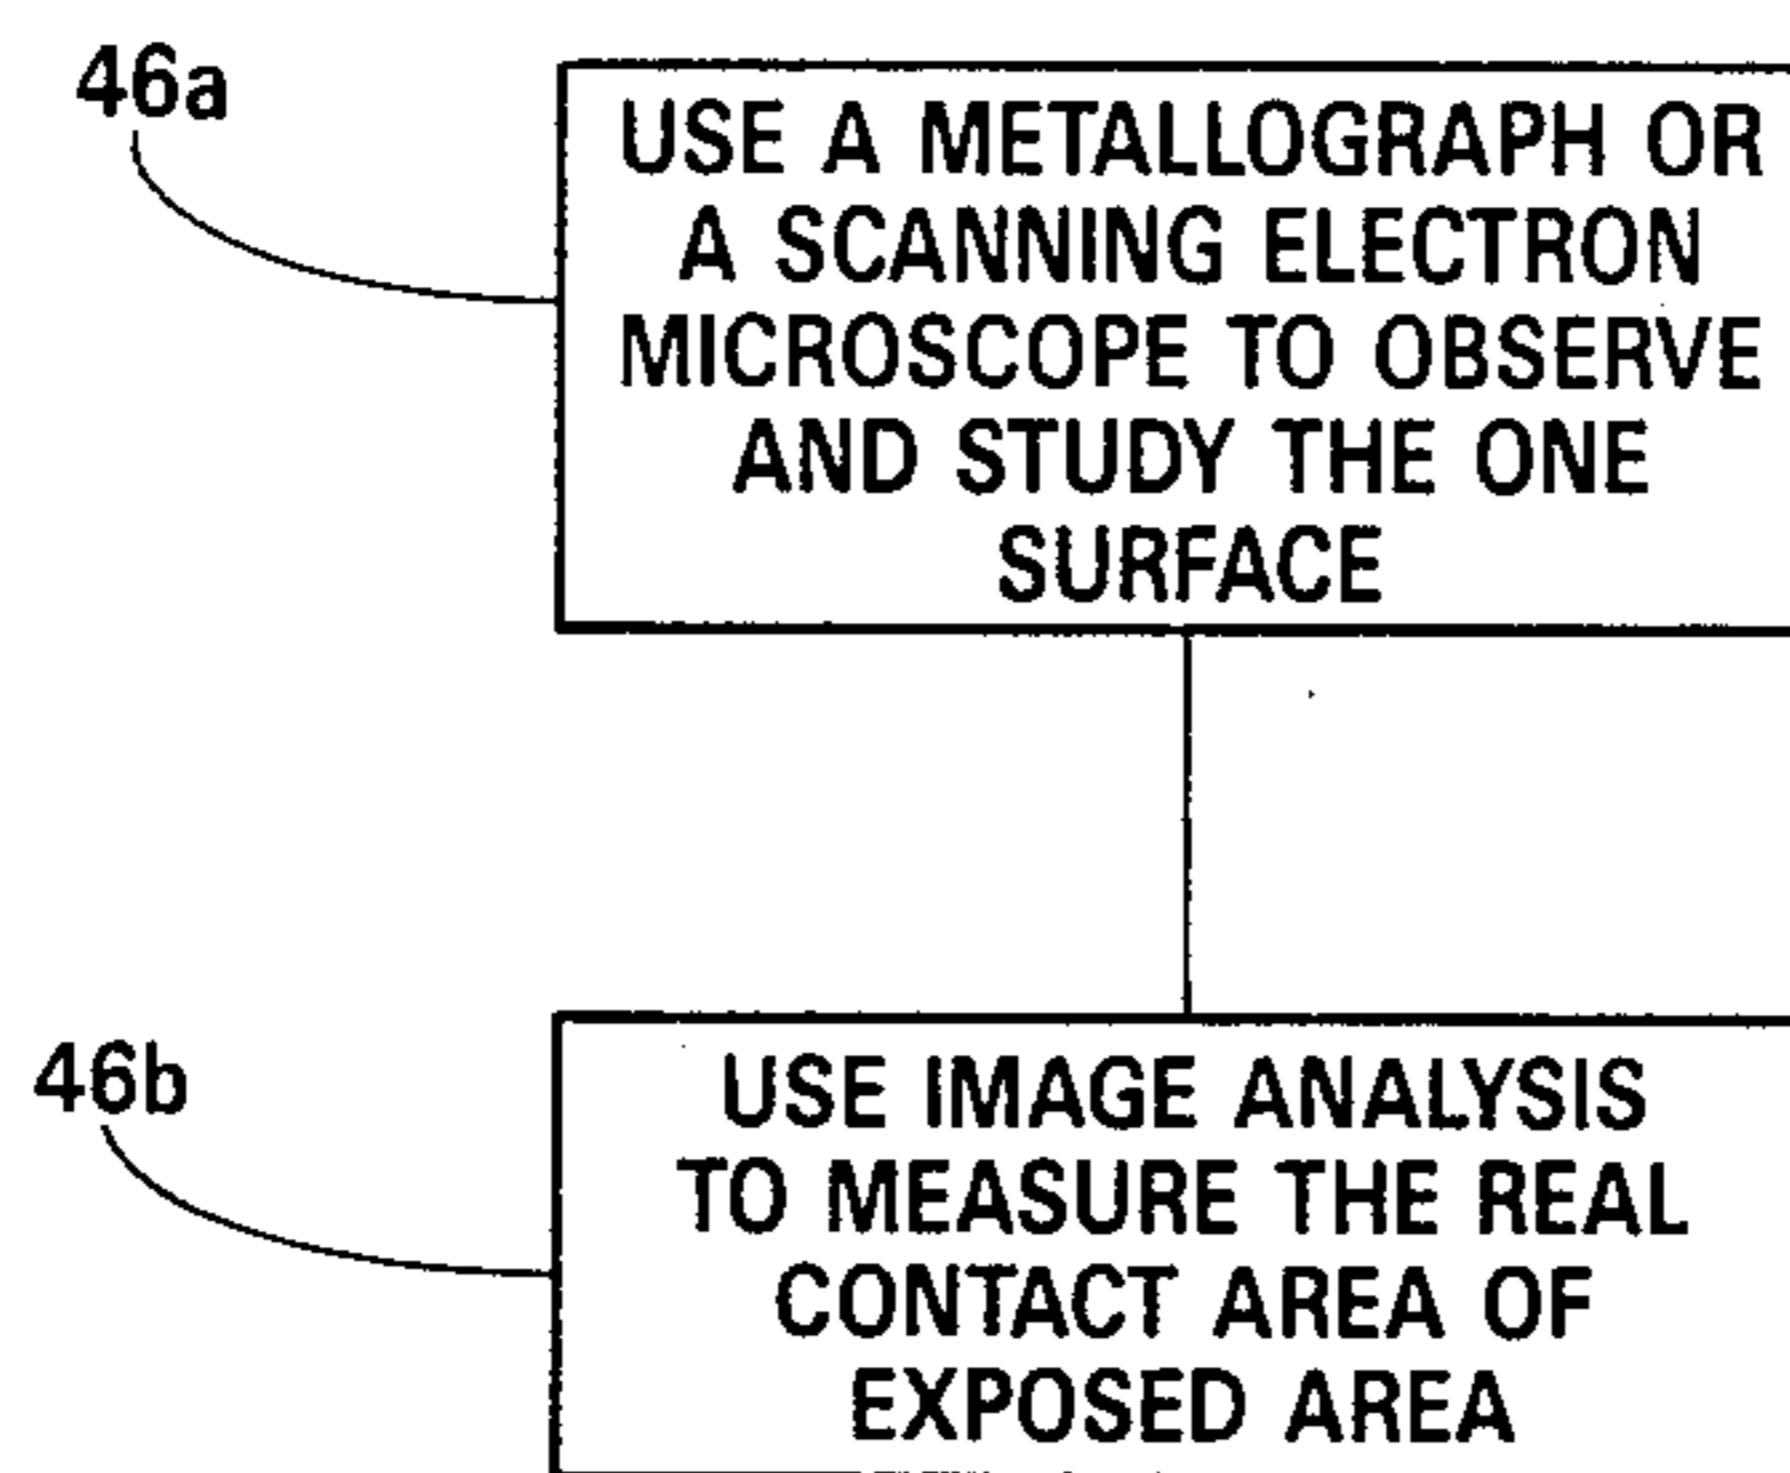 46a
USE A METALLOGRAPH OR
A SCANNING ELECTRON
MICROSCOPE TO OBSERVE
AND STUDY THE ONE
SURFACE
46b
USE IMAGE ANALYSIS
TO MEASURE THE REAL
CONTACT AREA OF
EXPOSED AREA